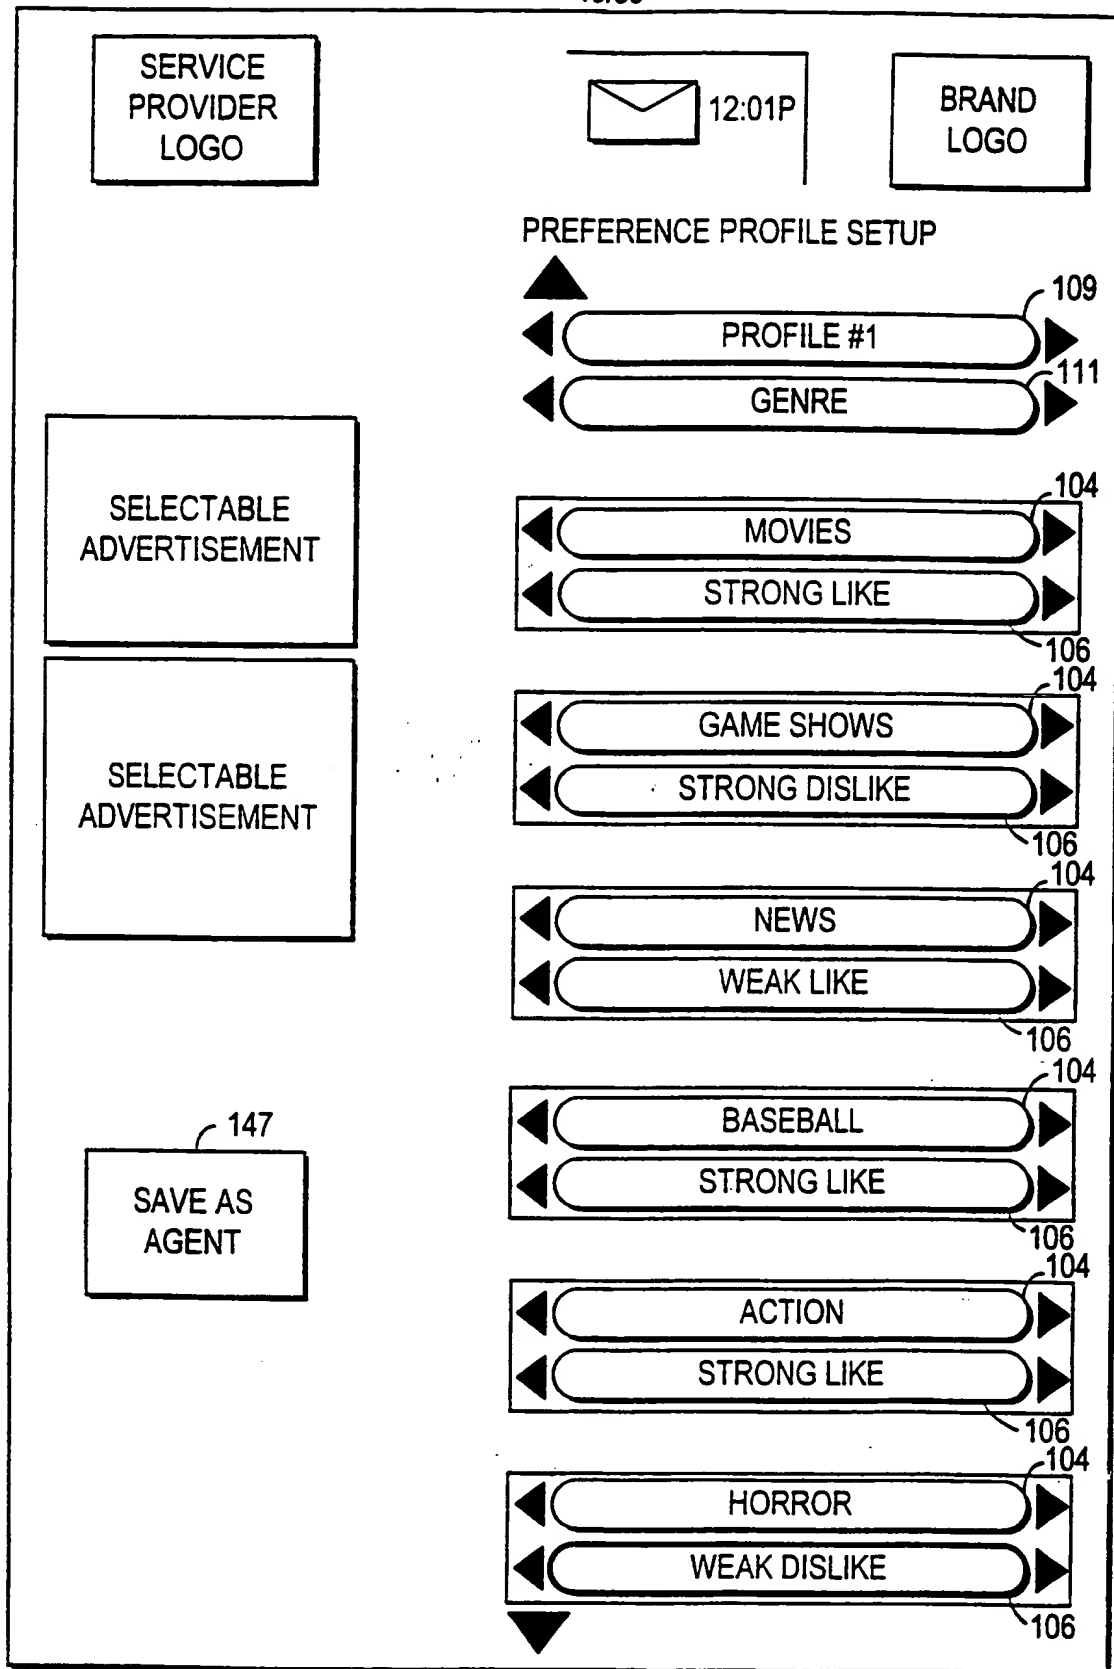 SERVICE
PROVIDER
LOGO
12:01P
BRAND
LOGO
PREFERENCE PROFILE SETUP
109
PROFILE #1
111
GENRE
SELECTABLE
ADVERTISEMENT
104
MOVIES
STRONG LIKE
106
SELECTABLE
ADVERTISEMENT
104
GAME SHOWS
STRONG DISLIKE
106
104
NEWS
WEAK LIKE
106
147
SAVE AS
AGENT
104
BASEBALL
STRONG LIKE
106
104
ACTION
STRONG LIKE
106
104
HORROR
WEAK DISLIKE
106